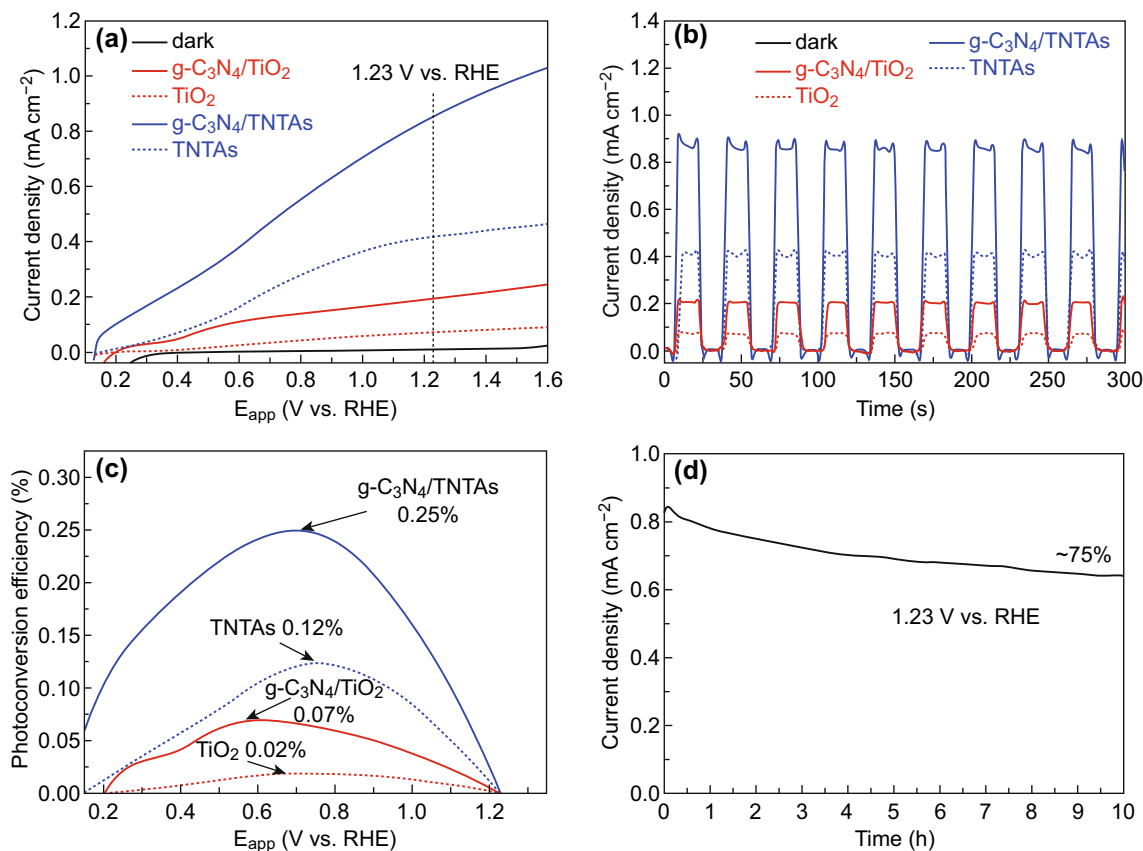 (a)
dark
g-C₃N₄/TiO₂
TiO₂
g-C₃N₄/TNTAs
TNTAs
1.23 V vs. RHE
Current density (mA cm⁻²)
1.2
1.0
0.8
0.6
0.4
0.2
0.0
0.2 0.4 0.6 0.8 1.0 1.2 1.4 1.6
E_app (V vs. RHE)
(b)
dark
g-C₃N₄/TiO₂
TiO₂
g-C₃N₄/TNTAs
TNTAs
Current density (mA cm⁻²)
1.4
1.2
1.0
0.8
0.6
0.4
0.2
0.0
0 50 100 150 200 250 300
Time (s)
(c)
g-C₃N₄/TNTAs
0.25%
TNTAs 0.12%
g-C₃N₄/TiO₂
0.07%
TiO₂ 0.02%
Photoconversion efficiency (%)
0.30
0.25
0.20
0.15
0.10
0.05
0.00
0.2 0.4 0.6 0.8 1.0 1.2
E_app (V vs. RHE)
(d)
~75%
1.23 V vs. RHE
Current density (mA cm⁻²)
1.0
0.8
0.6
0.4
0.2
0.0
0 1 2 3 4 5 6 7 8 9 10
Time (h)